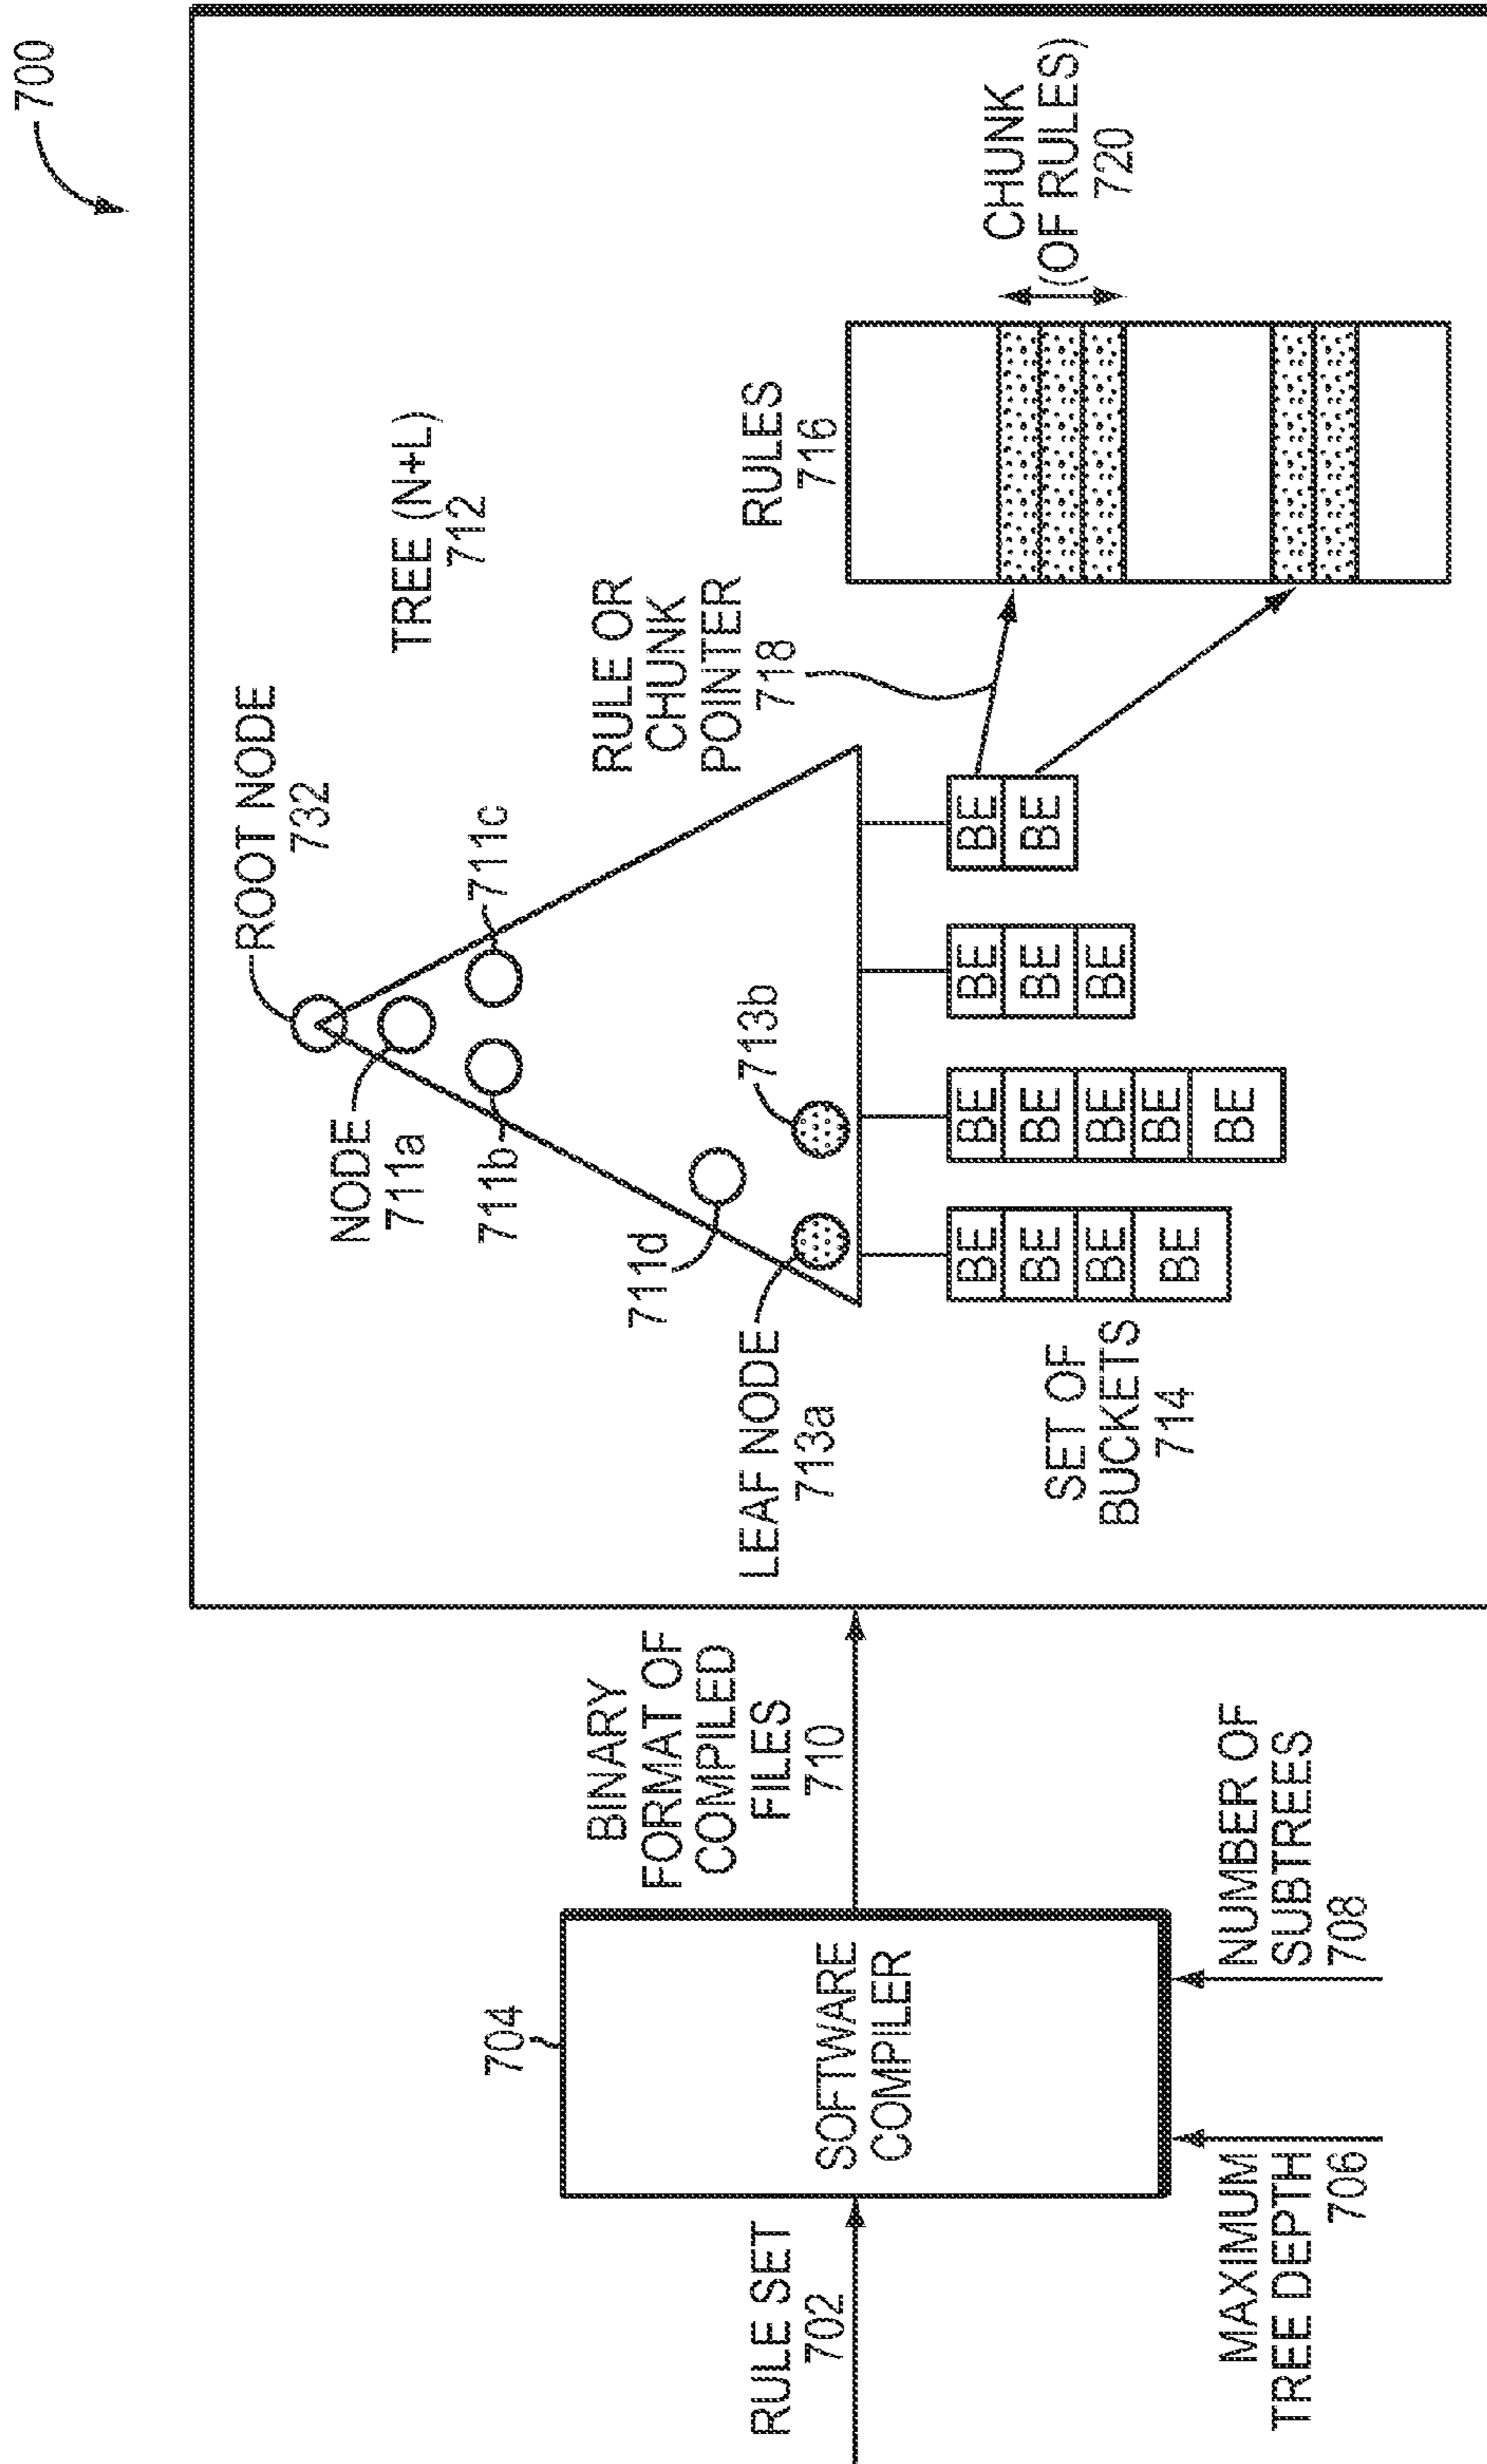 700
RULE SET
702
704
SOFTWARE
COMPILER
MAXIMUM
TREE DEPTH
706
NUMBER OF
SUBTREES
708
BINARY
FORMAT OF
COMPILED
FILES
710
ROOT NODE
732
NODE
711a
711b
711c
711d
TREE (N+L)
712
LEAF NODE
713a
713b
SET OF
BUCKETS
714
BE
BE
BE
BE
BE
BE
BE
BE
BE
BE
BE
BE
BE
BE
RULE OR
CHUNK
POINTER
718
RULES
716
CHUNK
(OF RULES)
720